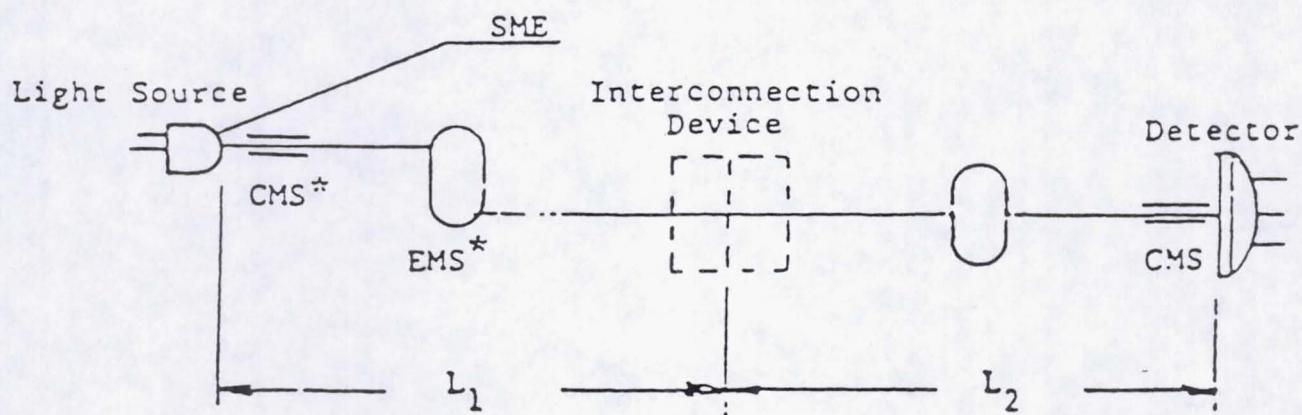 SME
Light Source
Interconnection
Device
Detector
CMS*
EMS*
CMS
L1
L2